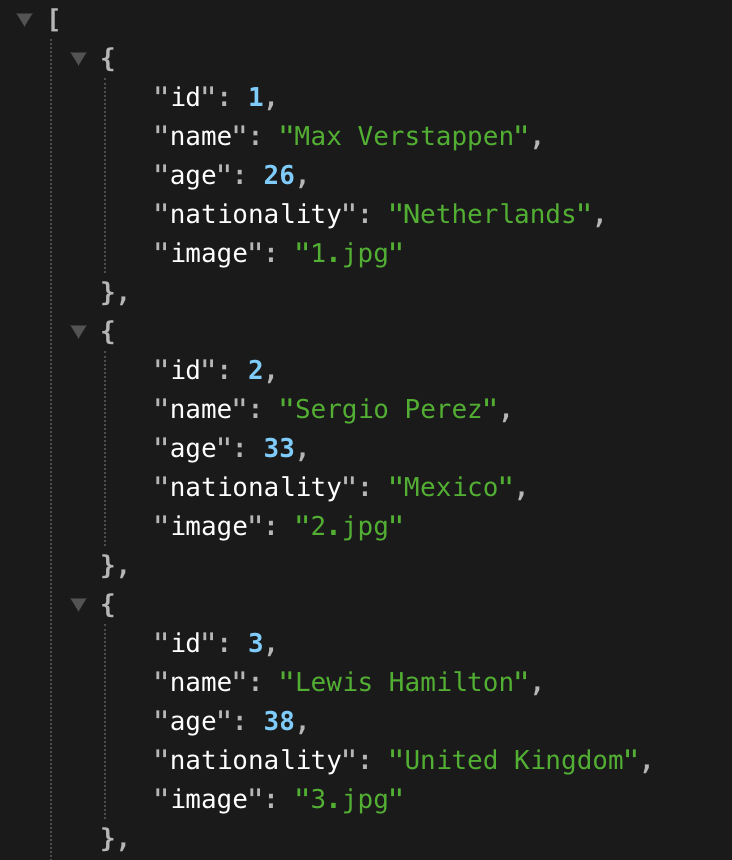 [
{
"id": 1,
"name": "Max Verstappen",
"age": 26,
"nationality": "Netherlands",
"image": "1.jpg"
},
{
"id": 2,
"name": "Sergio Perez",
"age": 33,
"nationality": "Mexico",
"image": "2.jpg"
},
{
"id": 3,
"name": "Lewis Hamilton",
"age": 38,
"nationality": "United Kingdom",
"image": "3.jpg"
},